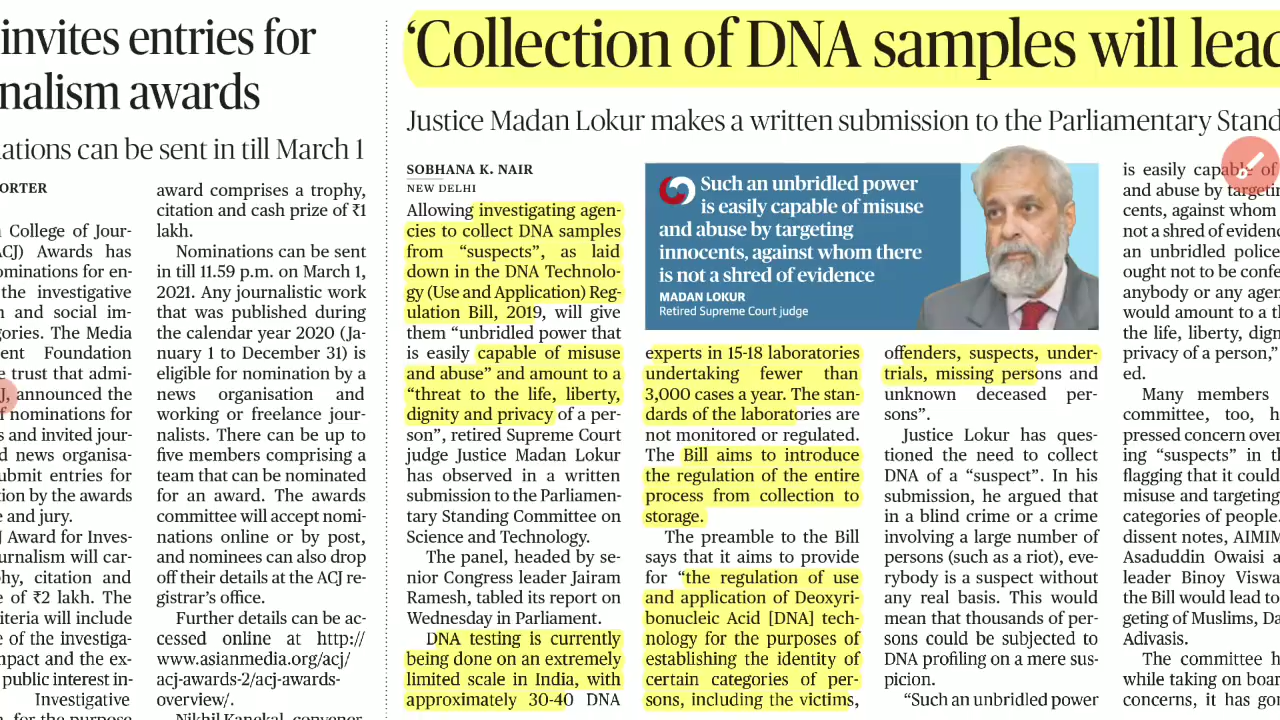 invites entries for
nalism awards
ations can be sent in till March 1
ORTER
College of Jour-
ACJ) Awards has
ominations for en-
the investigative
and social im-
gories. The Media
ent Foundation
e trust that admi-
J, announced the
nominations for
s and invited jour-
d news organisa-
ubmit entries for
tion by the awards
e and jury.
J Award for Inves-
urnalism will car-
phy, citation and
e of ₹2 lakh. The
iteria will include
e of the investiga-
mpact and the ex-
public interest in-
Investigative
, for the purpose
award comprises a trophy,
citation and cash prize of ₹1
lakh.
Nominations can be sent
in till 11.59 p.m. on March 1,
2021. Any journalistic work
that was published during
the calendar year 2020 (Ja-
nuary 1 to December 31) is
eligible for nomination by a
news organisation and
working or freelance jour-
nalists. There can be up to
five members comprising a
team that can be nominated
for an award. The awards
committee will accept nomi-
nations online or by post,
and nominees can also drop
off their details at the ACJ re-
gistrar's office.
Further details can be ac-
cessed online at http://
www.asianmedia.org/acj/
acj-awards-2/acj-awards-
overview/.
Nikhil Kanekal, convener,
‘Collection of DNA samples will lead
Justice Madan Lokur makes a written submission to the Parliamentary Stand
SOBHANA K. NAIR
NEW DELHI
Allowing investigating agen-
cies to collect DNA samples
from “suspects”, as laid
down in the DNA Technolo-
gy (Use and Application) Reg-
ulation Bill, 2019, will give
them “unbridled power that
is easily capable of misuse
and abuse” and amount to a
“threat to the life, liberty,
dignity and privacy of a per-
son”, retired Supreme Court
judge Justice Madan Lokur
has observed in a written
submission to the Parliamen-
tary Standing Committee on
Science and Technology.
The panel, headed by se-
nior Congress leader Jairam
Ramesh, tabled its report on
Wednesday in Parliament.
DNA testing is currently
being done on an extremely
limited scale in India, with
approximately 30-40 DNA
Such an unbridled power
is easily capable of misuse
and abuse by targeting
innocents, against whom there
is not a shred of evidence
MADAN LOKUR
Retired Supreme Court judge
experts in 15-18 laboratories
undertaking fewer than
3,000 cases a year. The stan-
dards of the laboratories are
not monitored or regulated.
The Bill aims to introduce
the regulation of the entire
process from collection to
storage.
The preamble to the Bill
says that it aims to provide
for “the regulation of use
and application of Deoxyri-
bonucleic Acid [DNA] tech-
nology for the purposes of
establishing the identity of
certain categories of per-
sons, including the victims,
offenders, suspects, under-
trials, missing persons and
unknown deceased per-
sons”.
Justice Lokur has ques-
tioned the need to collect
DNA of a “suspect”. In his
submission, he argued that
in a blind crime or a crime
involving a large number of
persons (such as a riot), eve-
rybody is a suspect without
any real basis. This would
mean that thousands of per-
sons could be subjected to
DNA profiling on a mere sus-
picion.
“Such an unbridled power
is easily capable of
and abuse by targetin
cents, against whom
not a shred of evidenc
an unbridled police
ought not to be confe
anybody or any agen
would amount to a th
the life, liberty, dign
privacy of a person,”
ed.
Many members
committee, too, h
pressed concern over
ing “suspects” in th
flagging that it could
misuse and targeting
categories of people.
dissent notes, AIMIM
Asaduddin Owaisi a
leader Binoy Viswa
the Bill would lead to
geting of Muslims, Da
Adivasis.
The committee h
while taking on boar
concerns, it has go